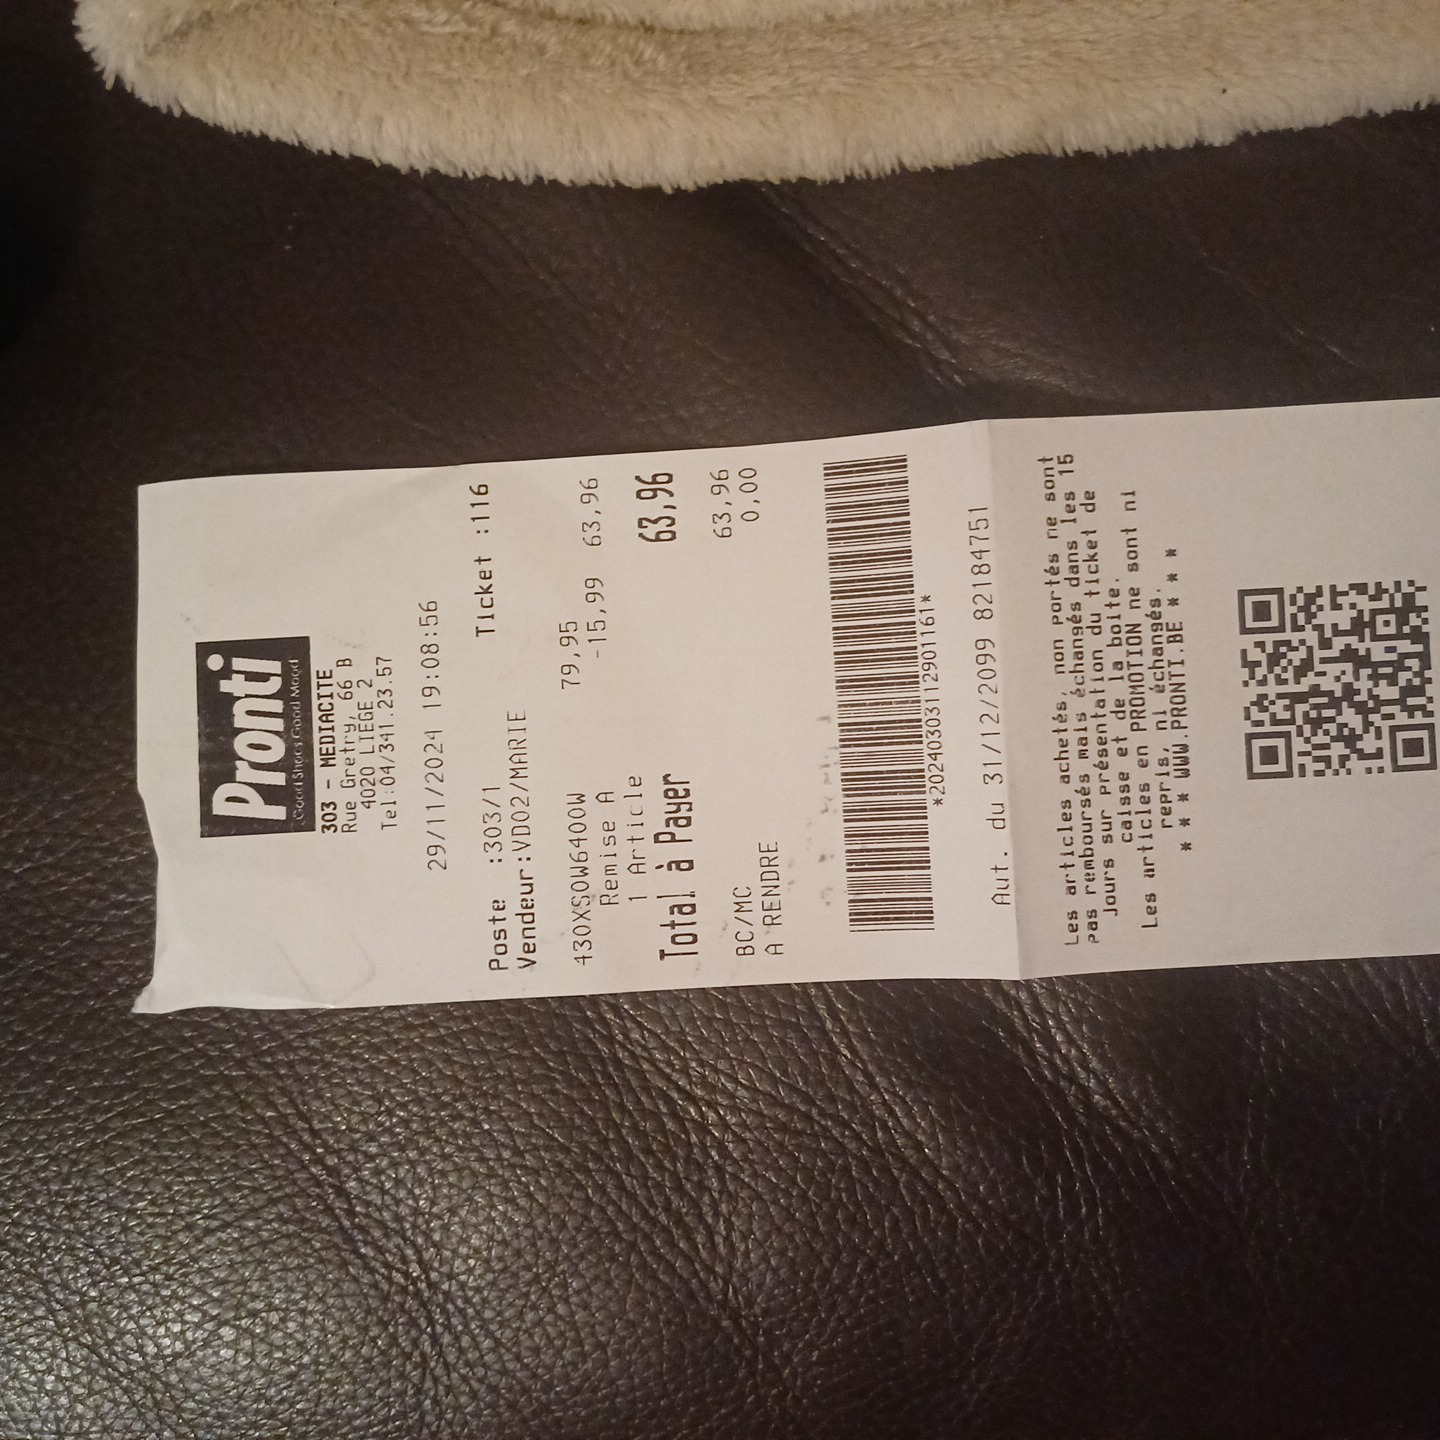 Pronti
Good Shoes Good Mood
303 - MEDIACITE
Rue Gretry, 66 B
4020 LIEGE 2
Tel:04/341.23.57
29/11/2024 19:08:56
Poste :303/1 Ticket :116
Vendeur:VD02/MARIE
430XSOW6400W 79,95
Remise A -15,99 63,96
1 Article
Total à Payer 63,96
BC/MC 63,96
A RENDRE 0,00
*20240303112901161*
Aut. du 31/12/2099 82184751
Les articles achetés, non portés ne sont
pas remboursés mais échangés dans les 15
Jours sur présentation du ticket de
caisse et de la boite.
Les articles en PROMOTION ne sont ni
repris, ni échangés.
* * * * WWW.PRONTI.BE * * * *